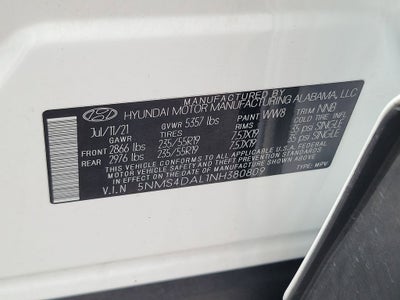 MANUFACTURED BY
HYUNDAI MOTOR MANUFACTURING ALABAMA, LLC
Jul/11/21 GVWR 5357 lbs PAINT WW8 TRIM NNB
GAWR TIRES RIMS COLD TIRE INFLATION
FRONT 2866 lbs 235/55R19 7.5JX19 35 PSI SINGLE
REAR 2976 lbs 235/55R19 7.5JX19 35 PSI SINGLE
THIS VEHICLE CONFORMS TO ALL APPLICABLE
U.S. FEDERAL MOTOR VEHICLE SAFETY AND THEFT PREVENTION
STANDARDS IN EFFECT ON THE DATE OF MANUFACTURE SHOWN ABOVE.
V.I.N 5NMS4DAL1NH380809 TYPE: MPV